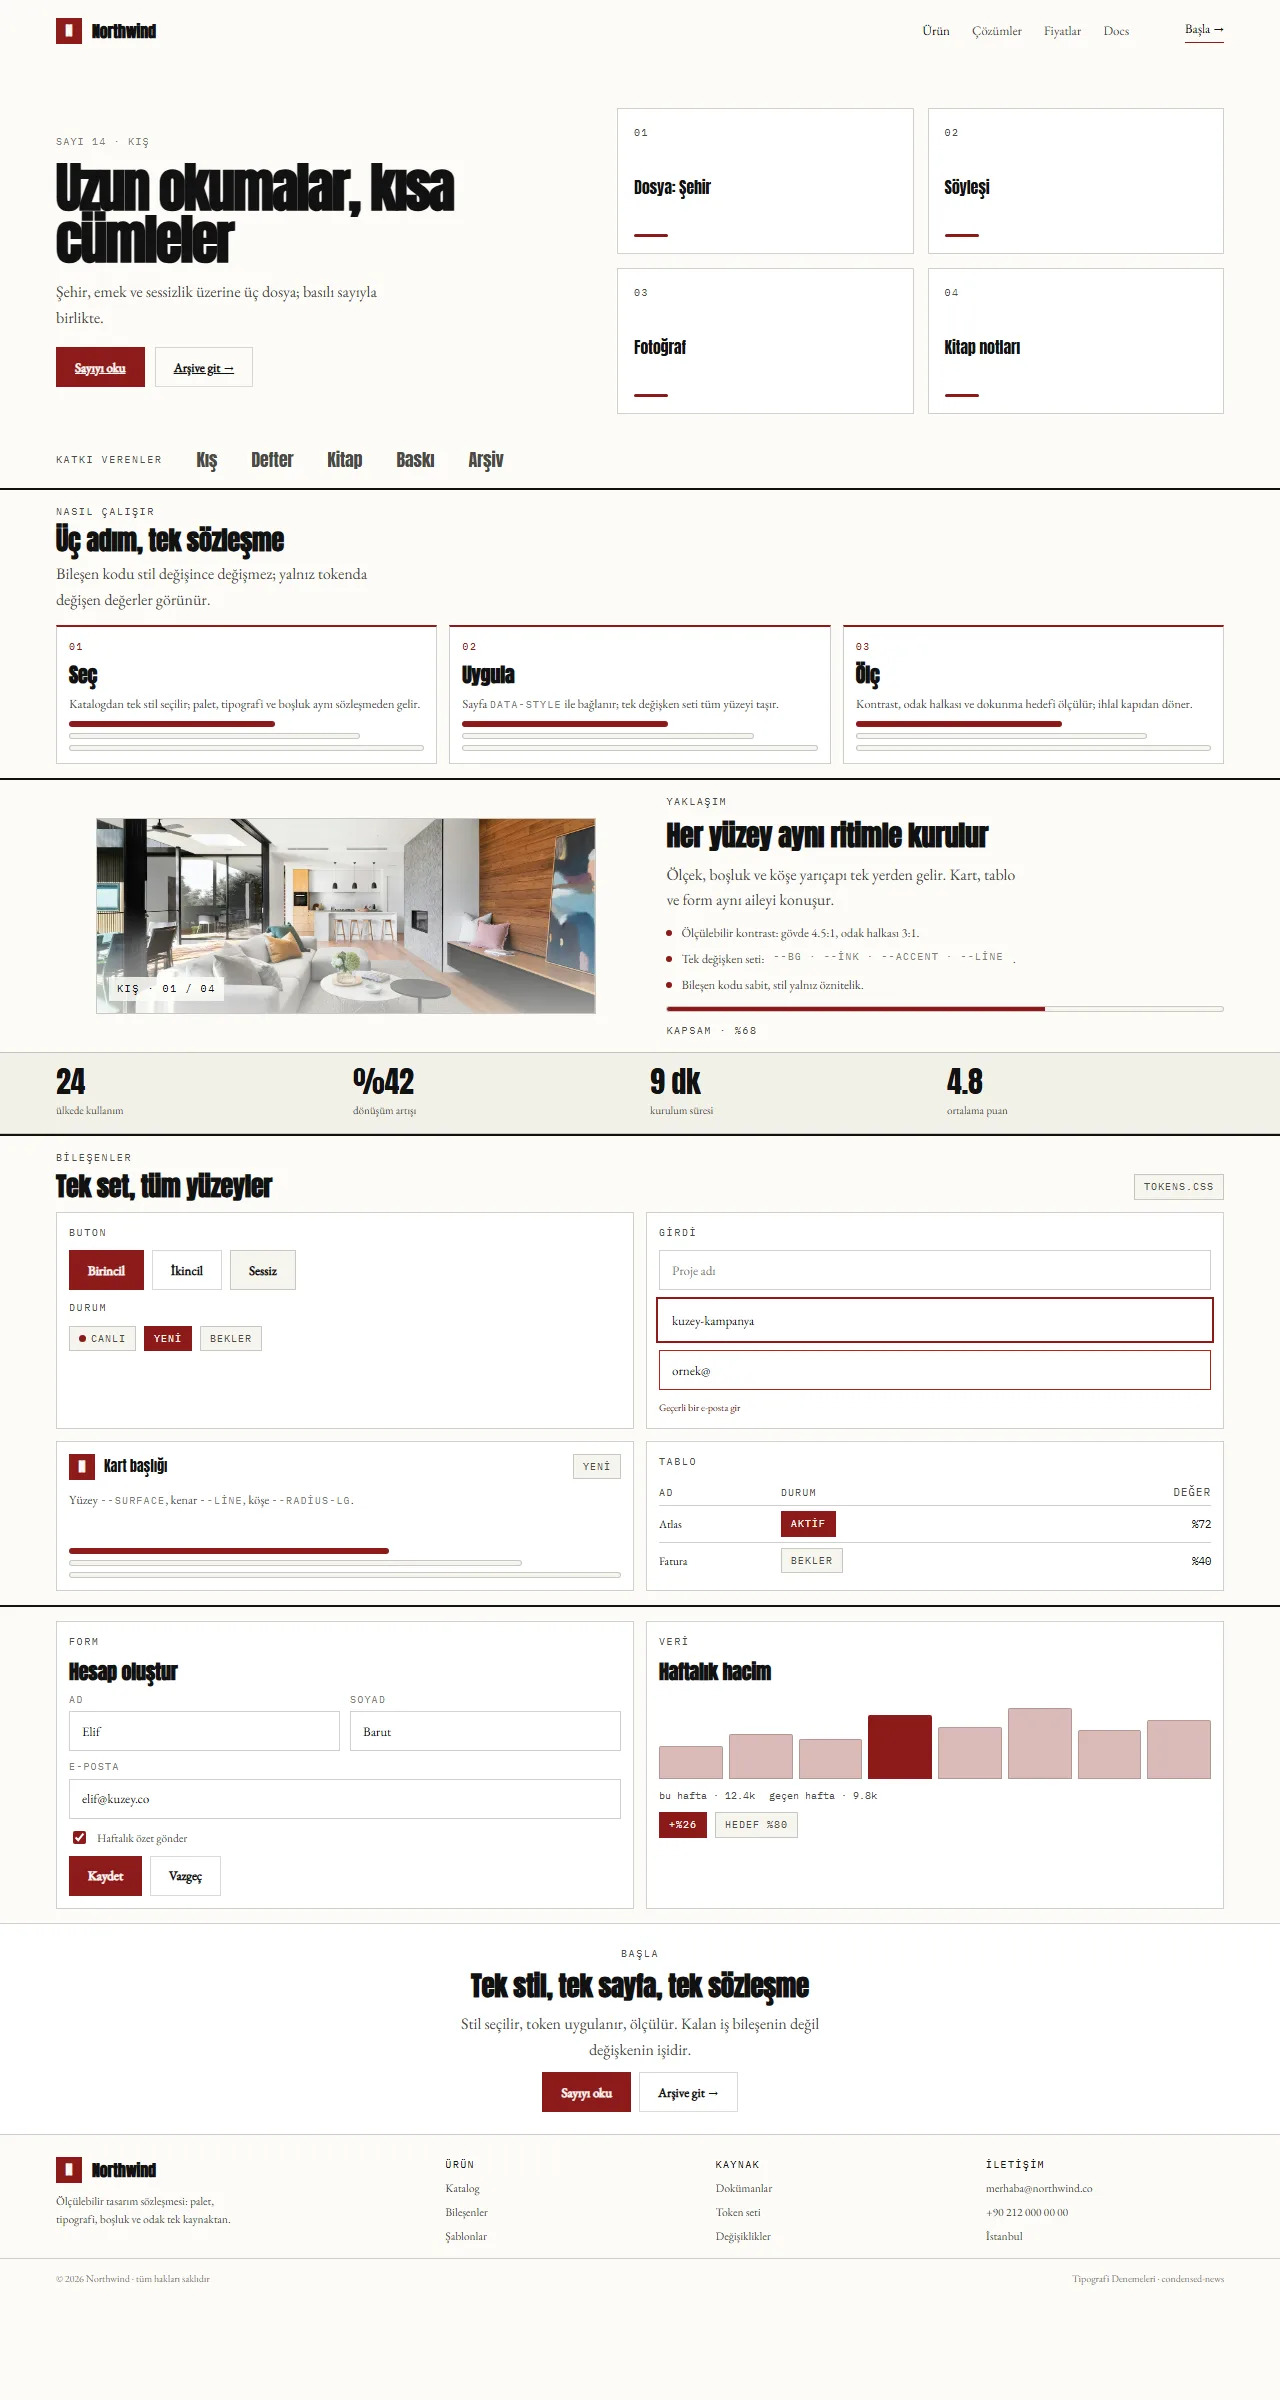 Northwind
Ürün Çözümler Fiyatlar Docs Başla →
SAYI 14 · KIŞ
Uzun okumalar, kısa
cümleler
Şehir, emek ve sessizlik üzerine üç dosya; basılı sayıyla
birlikte.
Sayıyı oku Arşive git →
01
Dosya: Şehir
02
Söyleşi
03
Fotoğraf
04
Kitap notları
KATKI VERENLER Kış Defter Kitap Baskı Arşiv
NASIL ÇALIŞIR
Üç adım, tek sözleşme
Bileşen kodu stil değişince değişmez; yalnız tokenda
değişen değerler görünür.
01
Seç
Katalogdan tek stil seçilir; palet, tipografi ve boşluk aynı sözleşmeden gelir.
02
Uygula
Sayfa DATA-STYLE ile bağlanır; tek değişken seti tüm yüzeyi taşır.
03
Ölç
Kontrast, odak halkası ve dokunma hedefi ölçülür; ihlal kapıdan döner.
KIŞ · 01 / 04
YAKLAŞIM
Her yüzey aynı ritimle kurulur
Ölçek, boşluk ve köşe yarıçapı tek yerden gelir. Kart, tablo
ve form aynı aileyi konuşur.
Ölçülebilir kontrast: gövde 4.5:1, odak halkası 3:1.
Tek değişken seti: --BG · --İNK · --ACCENT · --LİNE .
Bileşen kodu sabit, stil yalnız öznitelik.
KAPSAM · %68
24
ülkede kullanım
%42
dönüşüm artışı
9 dk
kurulum süresi
4.8
ortalama puan
BİLEŞENLER
Tek set, tüm yüzeyler
TOKENS.CSS
BUTON
Birincil İkincil Sessiz
DURUM
CANLI YENİ BEKLER
GİRDİ
Proje adı
kuzey-kampanya
ornek@
Geçerli bir e-posta gir
Kart başlığı
YENİ
Yüzey --SURFACE, kenar --LİNE, köşe --RADİUS-LG.
TABLO
AD DURUM DEĞER
Atlas AKTİF %72
Fatura BEKLER %40
FORM
Hesap oluştur
AD SOYAD
Elif Barut
E-POSTA
elif@kuzey.co
Haftalık özet gönder
Kaydet Vazgeç
VERİ
Haftalık hacim
bu hafta · 12.4k geçen hafta · 9.8k
+%26 HEDEF %80
BAŞLA
Tek stil, tek sayfa, tek sözleşme
Stil seçilir, token uygulanır, ölçülür. Kalan iş bileşenin değil
değişkenin işidir.
Sayıyı oku Arşive git →
Northwind
Ölçülebilir tasarım sözleşmesi: palet,
tipografi, boşluk ve odak tek kaynaktan.
ÜRÜN
Katalog
Bileşenler
Şablonlar
KAYNAK
Dokümanlar
Token seti
Değişiklikler
İLETİŞİM
merhaba@northwind.co
+90 212 000 00 00
İstanbul
© 2026 Northwind · tüm hakları saklıdır
Tipografi Denemeleri · condensed-news